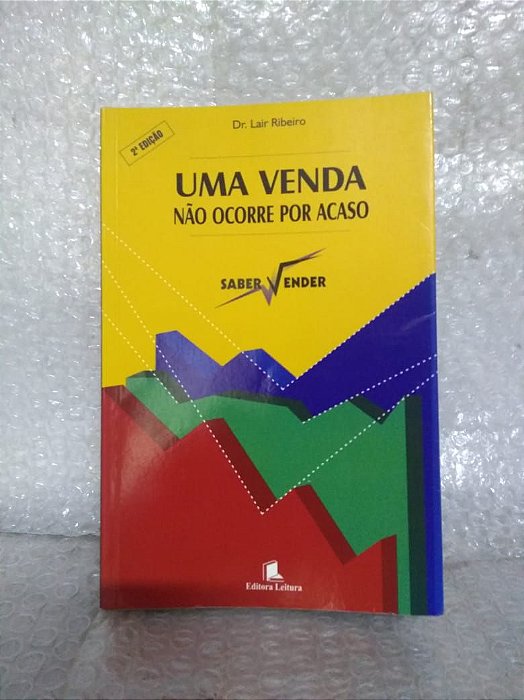 Dr. Lair Ribeiro
2ª EDIÇÃO
UMA VENDA
NÃO OCORRE POR ACASO
SABER VENDER
Editora Leitura